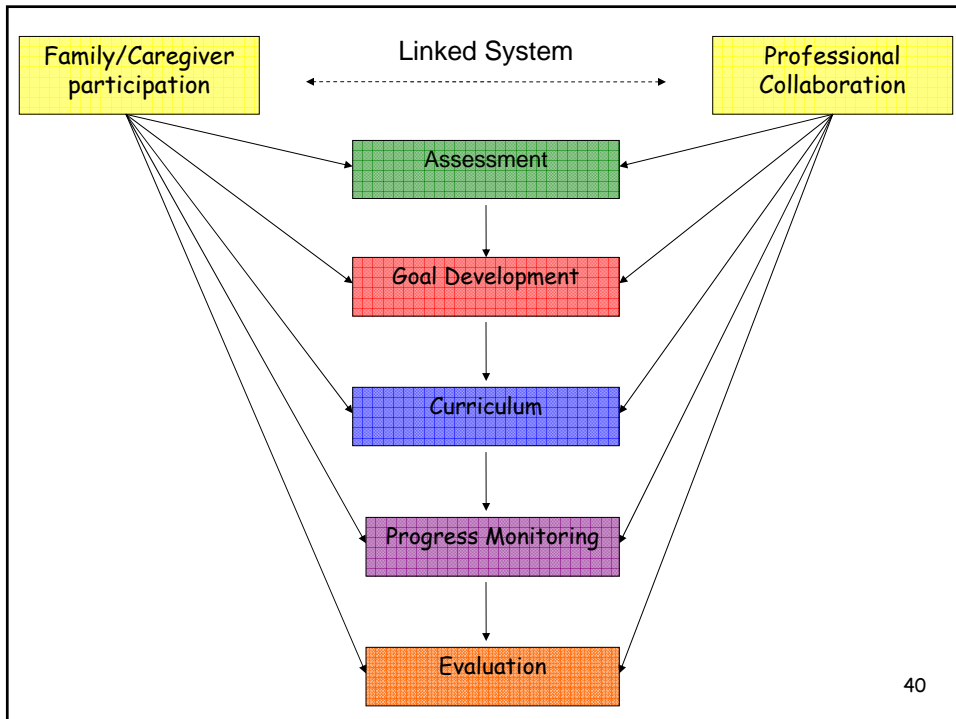 Family/Caregiver
participation
Linked System
Professional
Collaboration
Assessment
Goal Development
Curriculum
Progress Monitoring
Evaluation
40